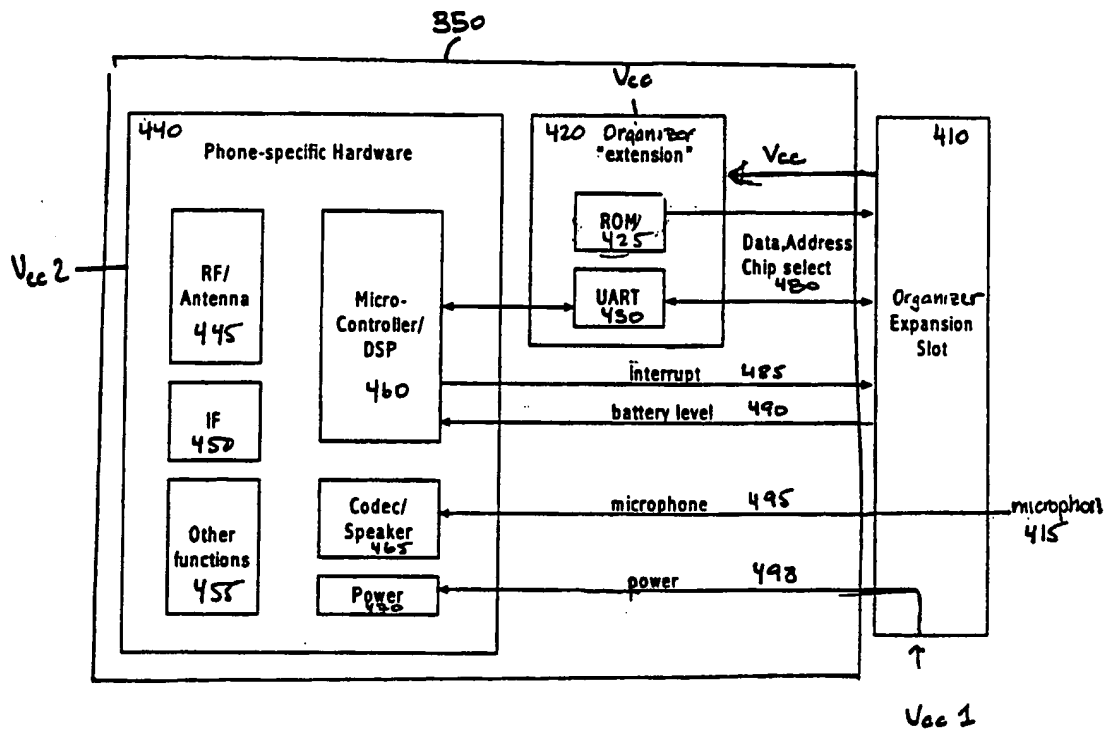 350
Vcc
440
Phone-specific Hardware
420 Organizer
"extension"
410
Vcc
ROM/
425
RF/
Antenna
445
Vcc 2
Micro-
Controller/
DSP
460
UART
430
Data,Address
Chip select
480
Organizer
Expansion
Slot
interrupt 485
IF
450
battery level 490
Codec/
Speaker
465
microphone 495
microphon
415
Other
functions
455
Power
470
power 498
Vcc 1